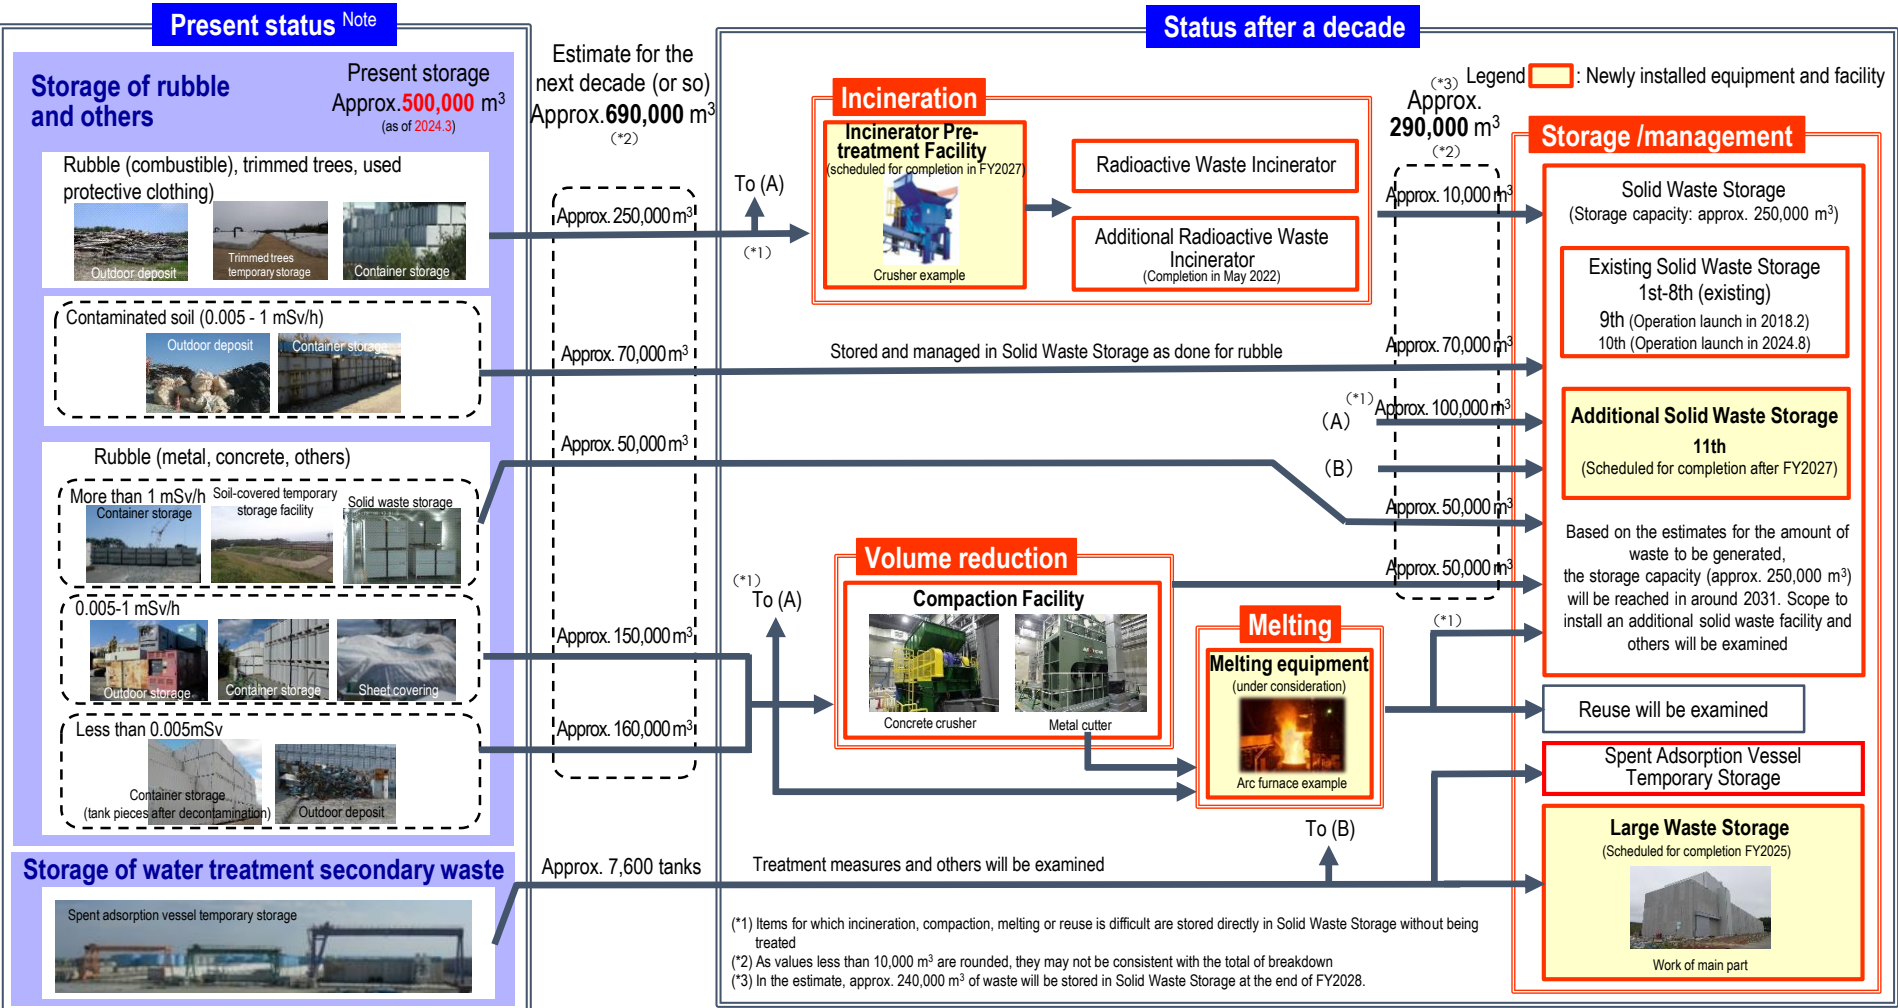 Present status Note
Storage of rubble
and others
Present storage
Approx.500,000 m³
(as of 2024.3)
Rubble (combustible), trimmed trees, used
protective clothing)
Outdoor deposit
Trimmed trees
temporary storage
Container storage
Contaminated soil (0.005 - 1 mSv/h)
Outdoor deposit
Container storage
Rubble (metal, concrete, others)
More than 1 mSv/h
Container storage
Soil-covered temporary
storage facility
Solid waste storage
0.005-1 mSv/h
Outdoor storage
Container storage
Sheet covering
Less than 0.005mSv
Container storage
(tank pieces after decontamination)
Outdoor deposit
Storage of water treatment secondary waste
Spent adsorption vessel temporary storage
Estimate for the
next decade (or so)
Approx.690,000 m³
(*2)
Approx. 250,000 m³
Approx. 70,000 m³
Approx. 50,000 m³
Approx. 150,000 m³
Approx. 160,000 m³
Approx. 7,600 tanks
Status after a decade
Legend : Newly installed equipment and facility
To (A)
(*1)
Incineration
Incinerator Pre-
treatment Facility
(scheduled for completion in FY2027)
Crusher example
Radioactive Waste Incinerator
Additional Radioactive Waste
Incinerator
(Completion in May 2022)
(*3)
Approx.
290,000 m³
(*2)
Approx. 10,000 m³
Stored and managed in Solid Waste Storage as done for rubble
Approx. 70,000 m³
(A)
(*1)
Approx. 100,000 m³
(B)
Approx. 50,000 m³
Approx. 50,000 m³
(*1)
To (A)
Volume reduction
Compaction Facility
Concrete crusher
Metal cutter
Melting
Melting equipment
(under consideration)
Arc furnace example
(*1)
To (B)
Treatment measures and others will be examined
Storage /management
Solid Waste Storage
(Storage capacity: approx. 250,000 m³)
Existing Solid Waste Storage
1st-8th (existing)
9th (Operation launch in 2018.2)
10th (Operation launch in 2024.8)
Additional Solid Waste Storage
11th
(Scheduled for completion after FY2027)
Based on the estimates for the amount of
waste to be generated,
the storage capacity (approx. 250,000 m³)
will be reached in around 2031. Scope to
install an additional solid waste facility and
others will be examined
Reuse will be examined
Spent Adsorption Vessel
Temporary Storage
Large Waste Storage
(Scheduled for completion FY2025)
Work of main part
(*1) Items for which incineration, compaction, melting or reuse is difficult are stored directly in Solid Waste Storage without being
treated
(*2) As values less than 10,000 m³ are rounded, they may not be consistent with the total of breakdown
(*3) In the estimate, approx. 240,000 m³ of waste will be stored in Solid Waste Storage at the end of FY2028.